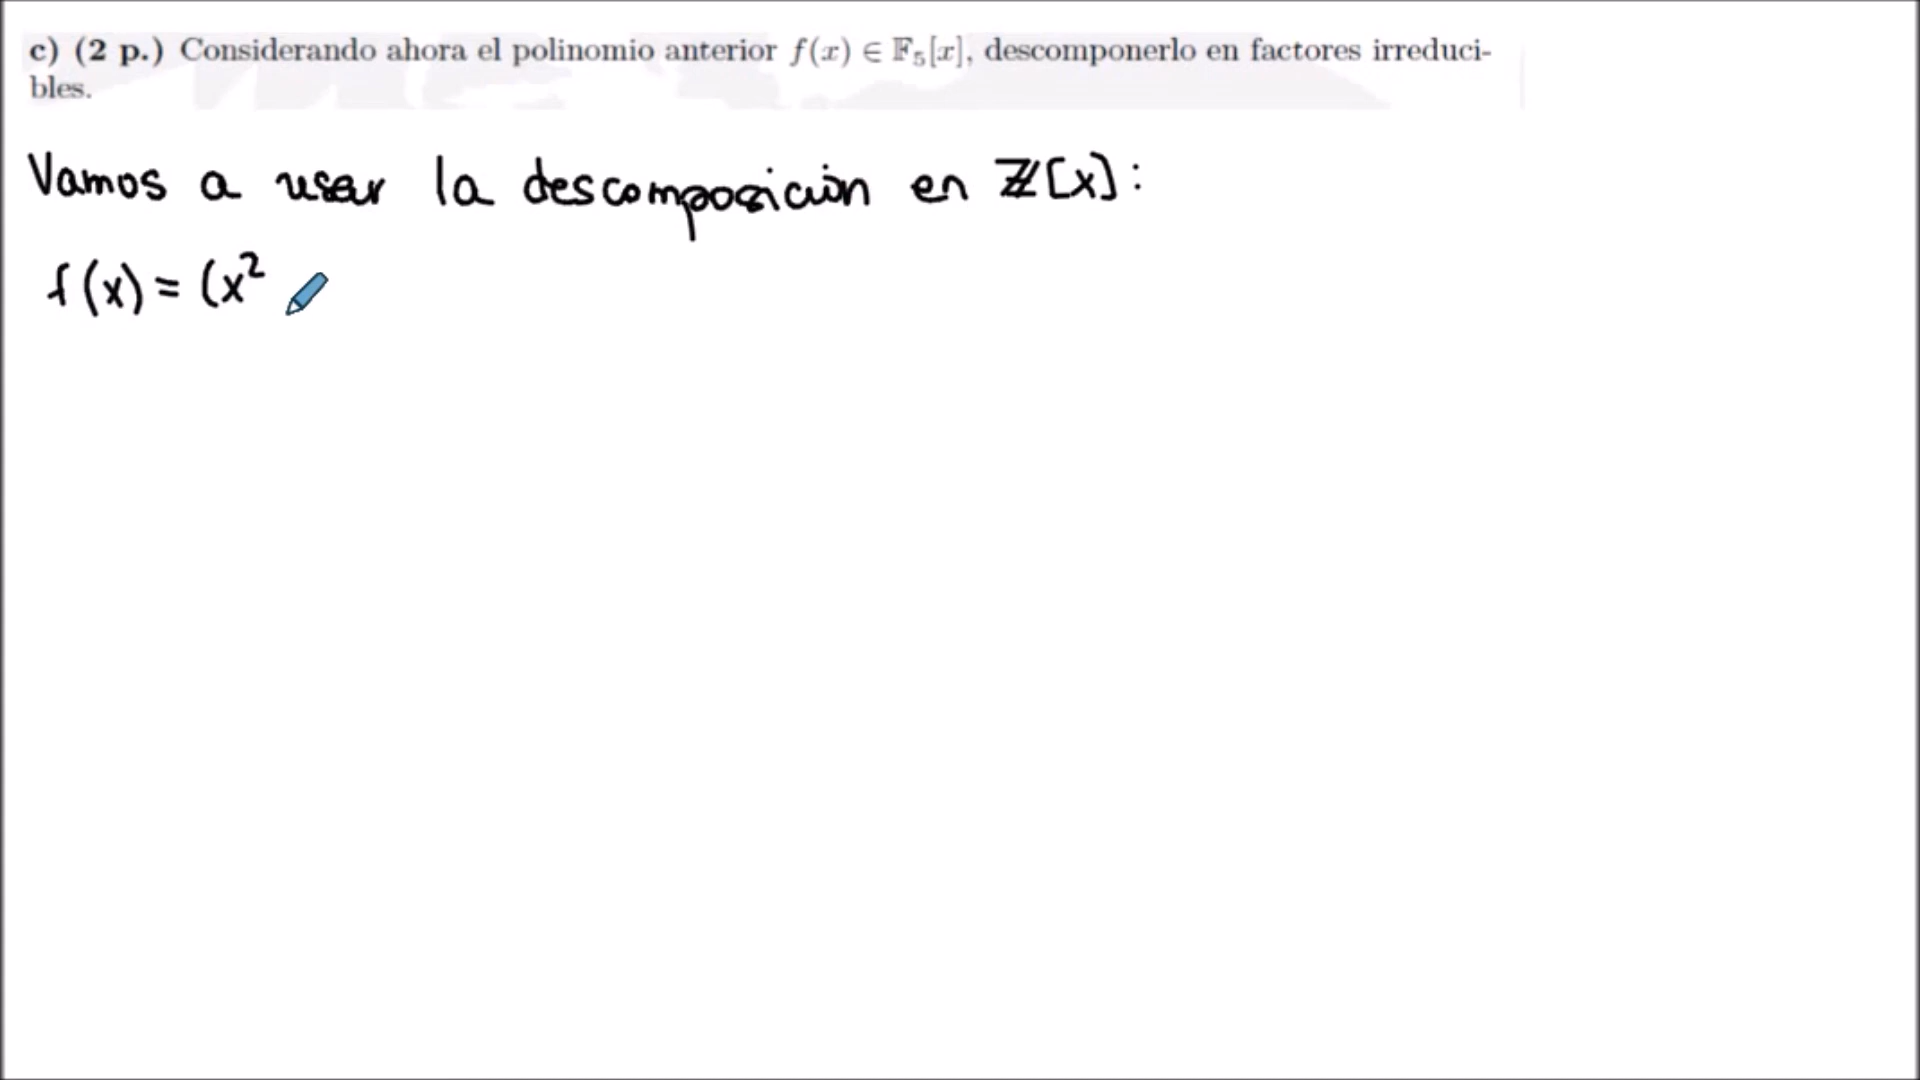 c) (2 p.) Considerando ahora el polinomio anterior f(x) ∈ 𝔽₅[x], descomponerlo en factores irreduci-
bles.
Vamos a usar la descomposición en ℤ[x]:
f(x) = (x²